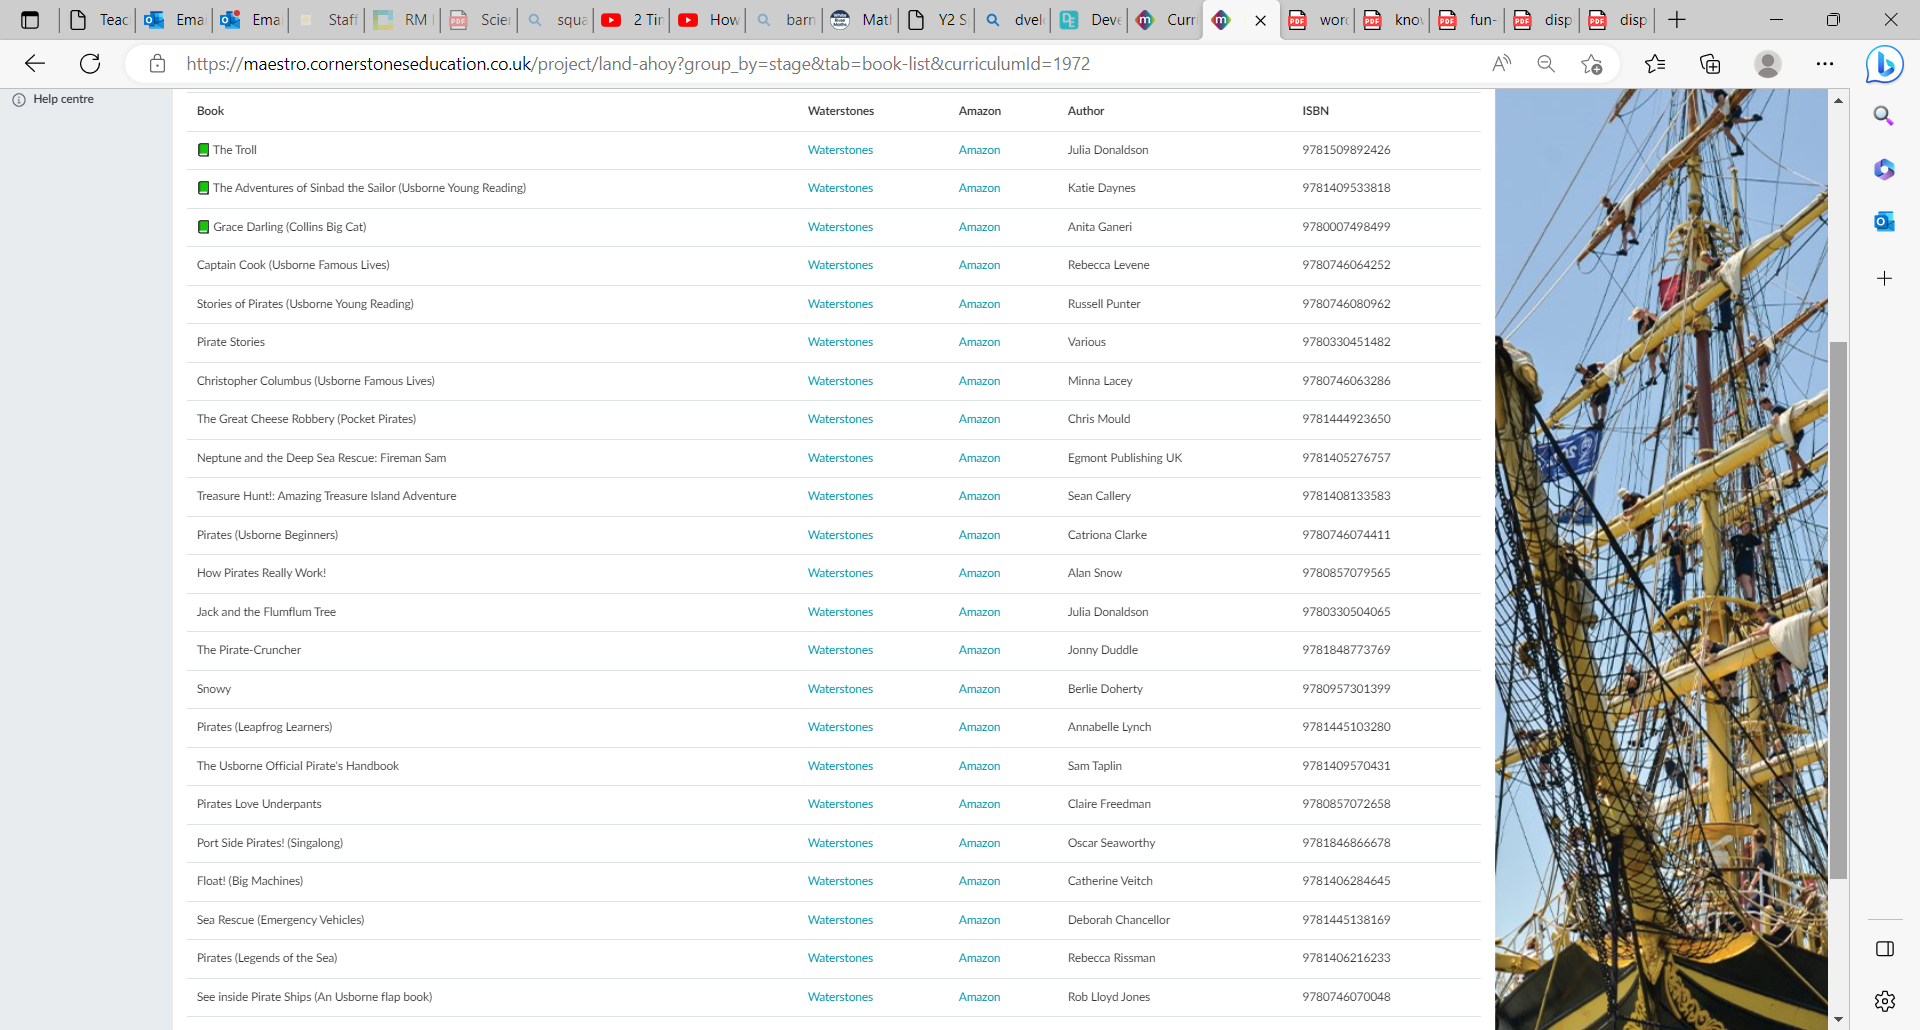 Teac
Emai
Emai
Staff
RM
Scier
squa
2 Tin
How
barn
Mat
Y2 S
dvel
Deve
Curr
word
know
fun-
disp
disp
https://maestro.cornerstoneseducation.co.uk/project/land-ahoy?group_by=stage&tab=book-list&curriculumId=1972
Help centre
Book Waterstones Amazon Author ISBN
The Troll Waterstones Amazon Julia Donaldson 9781509892426
The Adventures of Sinbad the Sailor (Usborne Young Reading) Waterstones Amazon Katie Daynes 9781409533818
Grace Darling (Collins Big Cat) Waterstones Amazon Anita Ganeri 9780007498499
Captain Cook (Usborne Famous Lives) Waterstones Amazon Rebecca Levene 9780746064252
Stories of Pirates (Usborne Young Reading) Waterstones Amazon Russell Punter 9780746080962
Pirate Stories Waterstones Amazon Various 9780330451482
Christopher Columbus (Usborne Famous Lives) Waterstones Amazon Minna Lacey 9780746063286
The Great Cheese Robbery (Pocket Pirates) Waterstones Amazon Chris Mould 9781444923650
Neptune and the Deep Sea Rescue: Fireman Sam Waterstones Amazon Egmont Publishing UK 9781405276757
Treasure Hunt!: Amazing Treasure Island Adventure Waterstones Amazon Sean Callery 9781408133583
Pirates (Usborne Beginners) Waterstones Amazon Catriona Clarke 9780746074411
How Pirates Really Work! Waterstones Amazon Alan Snow 9780857079565
Jack and the Flumflum Tree Waterstones Amazon Julia Donaldson 9780330504065
The Pirate-Cruncher Waterstones Amazon Jonny Duddle 9781848773769
Snowy Waterstones Amazon Berlie Doherty 9780957301399
Pirates (Leapfrog Learners) Waterstones Amazon Annabelle Lynch 9781445103280
The Usborne Official Pirate's Handbook Waterstones Amazon Sam Taplin 9781409570431
Pirates Love Underpants Waterstones Amazon Claire Freedman 9780857072658
Port Side Pirates! (Singalong) Waterstones Amazon Oscar Seaworthy 9781846866678
Float! (Big Machines) Waterstones Amazon Catherine Veitch 9781406284645
Sea Rescue (Emergency Vehicles) Waterstones Amazon Deborah Chancellor 9781445138169
Pirates (Legends of the Sea) Waterstones Amazon Rebecca Rissman 9781406216233
See inside Pirate Ships (An Usborne flap book) Waterstones Amazon Rob Lloyd Jones 9780746070048